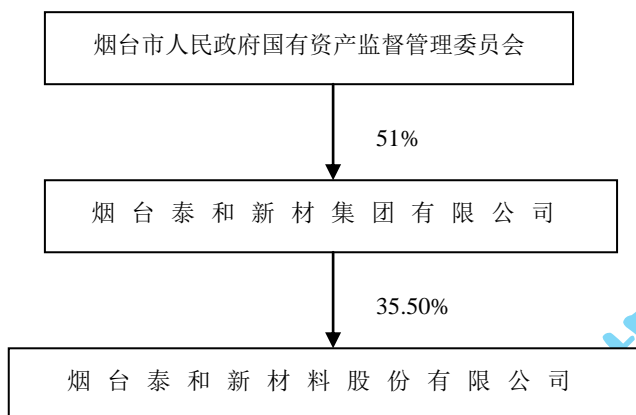 烟台市人民政府国有资产监督管理委员会
51%
烟台泰和新材集团有限公司
35.50%
烟台泰和新材料股份有限公司